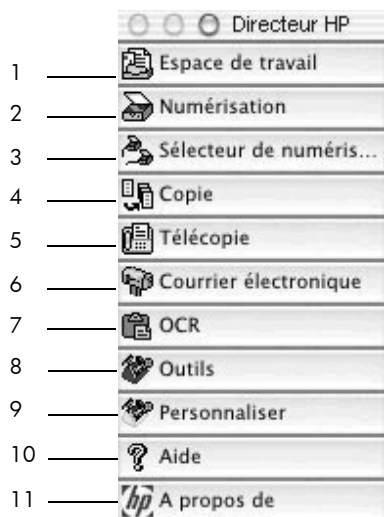 Directeur HP
1 Espace de travail
2 Numérisation
3 Sélecteur de numéris...
4 Copie
5 Télécopie
6 Courrier électronique
7 OCR
8 Outils
9 Personnaliser
10 Aide
11 hp A propos de